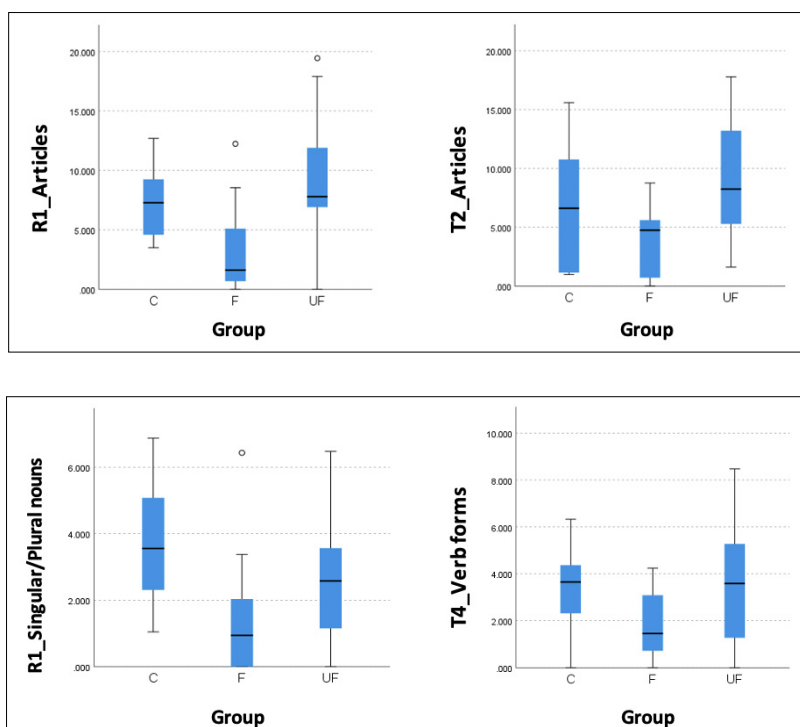 R1_Articles
20.000
15.000
10.000
5.000
.000
C F UF
Group
T2_Articles
20.000
15.000
10.000
5.000
.000
C F UF
Group
R1_Singular/Plural nouns
6.000
4.000
2.000
.000
C F UF
Group
T4_Verb forms
10.000
8.000
6.000
4.000
2.000
.000
C F UF
Group